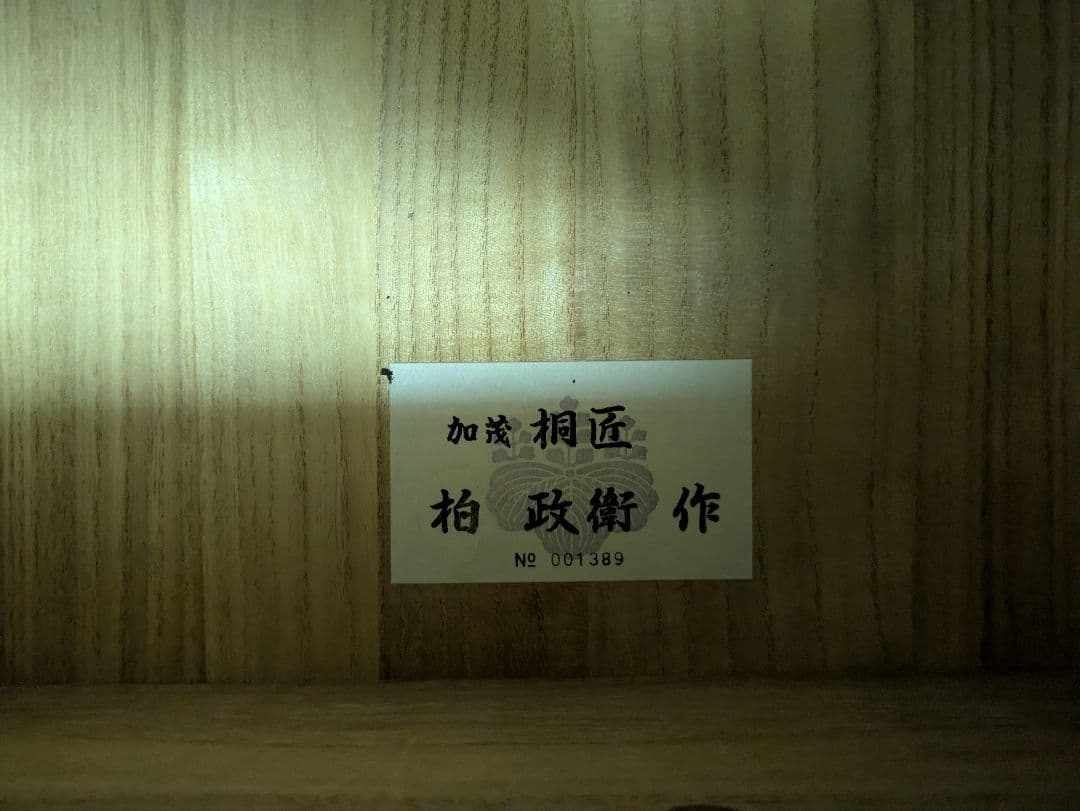 加茂 桐匠
柏 政衛 作
№ 001389